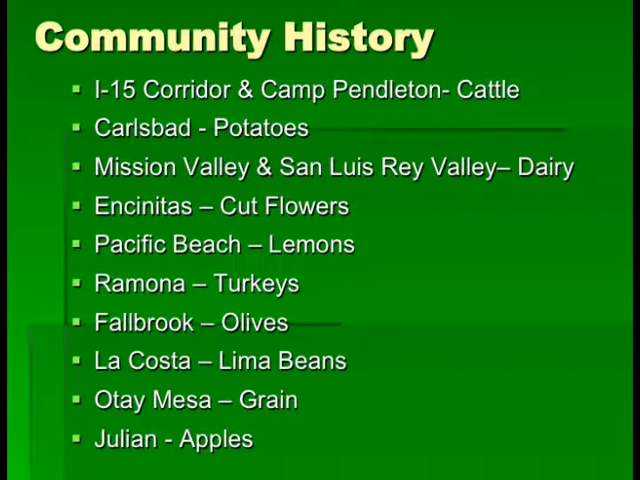 Community History
▪ I-15 Corridor & Camp Pendleton- Cattle
▪ Carlsbad - Potatoes
▪ Mission Valley & San Luis Rey Valley– Dairy
▪ Encinitas – Cut Flowers
▪ Pacific Beach – Lemons
▪ Ramona – Turkeys
▪ Fallbrook – Olives
▪ La Costa – Lima Beans
▪ Otay Mesa – Grain
▪ Julian - Apples